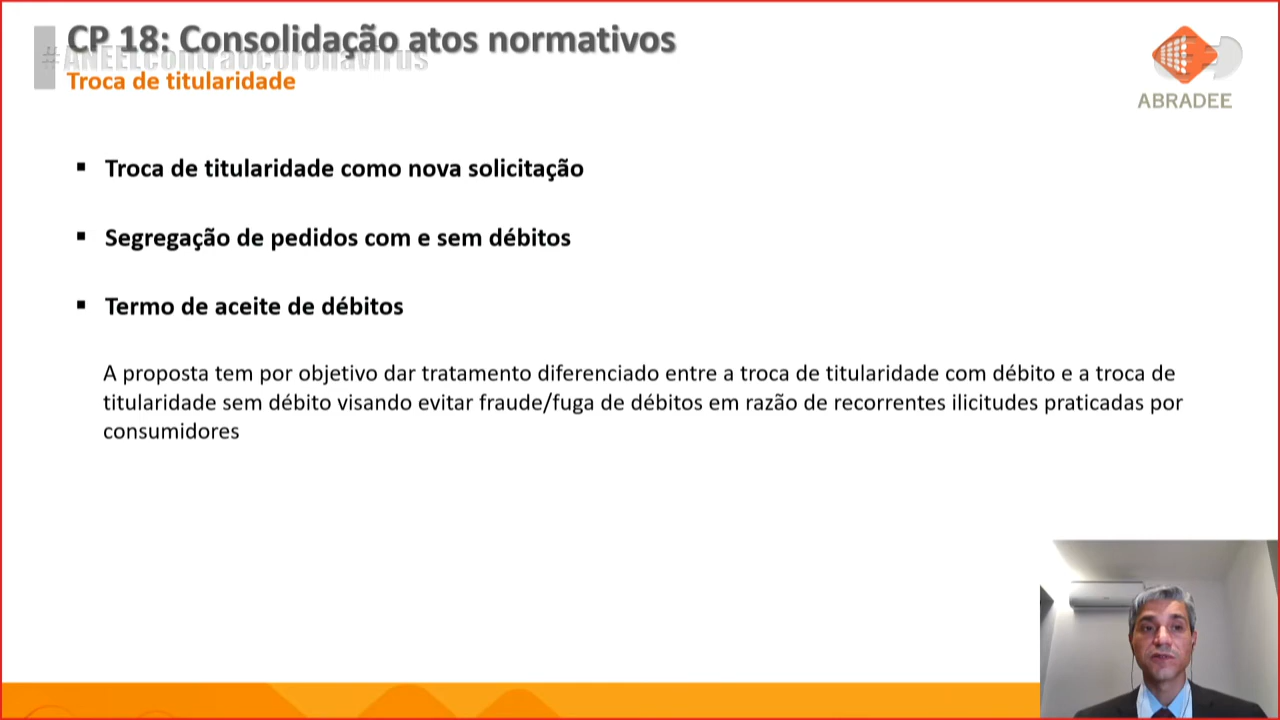 CP 18: Consolidação atos normativos
#ANEELcontraocoronavírus
Troca de titularidade
ABRADEE
▪ Troca de titularidade como nova solicitação
▪ Segregação de pedidos com e sem débitos
▪ Termo de aceite de débitos
A proposta tem por objetivo dar tratamento diferenciado entre a troca de titularidade com débito e a troca de
titularidade sem débito visando evitar fraude/fuga de débitos em razão de recorrentes ilicitudes praticadas por
consumidores